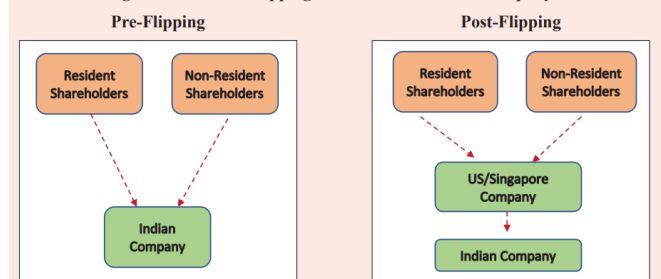 Pre-Flipping
Resident
Shareholders
Non-Resident
Shareholders
Indian
Company
Post-Flipping
Resident
Shareholders
Non-Resident
Shareholders
US/Singapore
Company
Indian Company